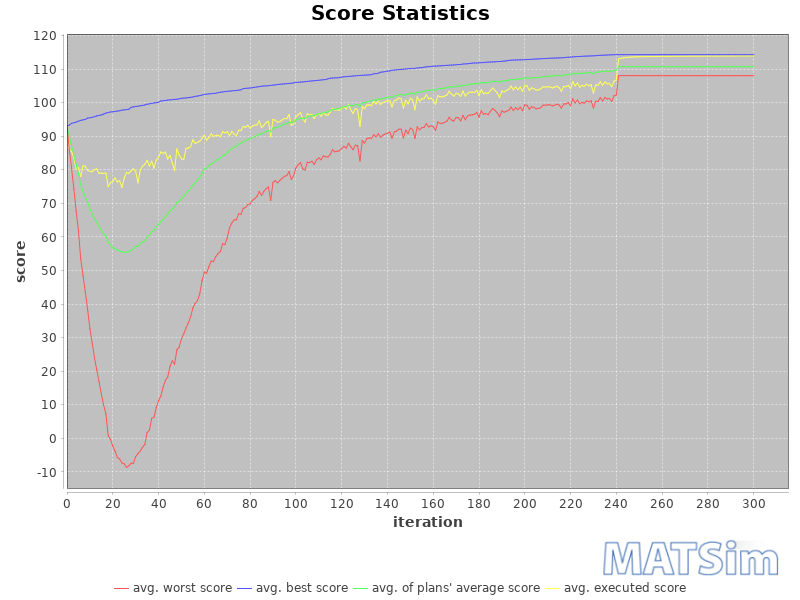 Score Statistics
120
110
100
90
80
70
60
50
40
30
20
10
0
-10
score
0 20 40 60 80 100 120 140 160 180 200 220 240 260 280 300
iteration
MATSim
avg. worst score avg. best score avg. of plans' average score avg. executed score